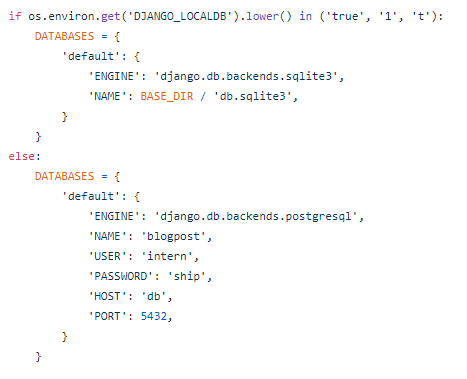 if os.environ.get('DJANGO_LOCALDB').lower() in ('true', '1', 't'):
    DATABASES = {
        'default': {
            'ENGINE': 'django.db.backends.sqlite3',
            'NAME': BASE_DIR / 'db.sqlite3',
        }
    }
else:
    DATABASES = {
        'default': {
            'ENGINE': 'django.db.backends.postgresql',
            'NAME': 'blogpost',
            'USER': 'intern',
            'PASSWORD': 'ship',
            'HOST': 'db',
            'PORT': 5432,
        }
    }